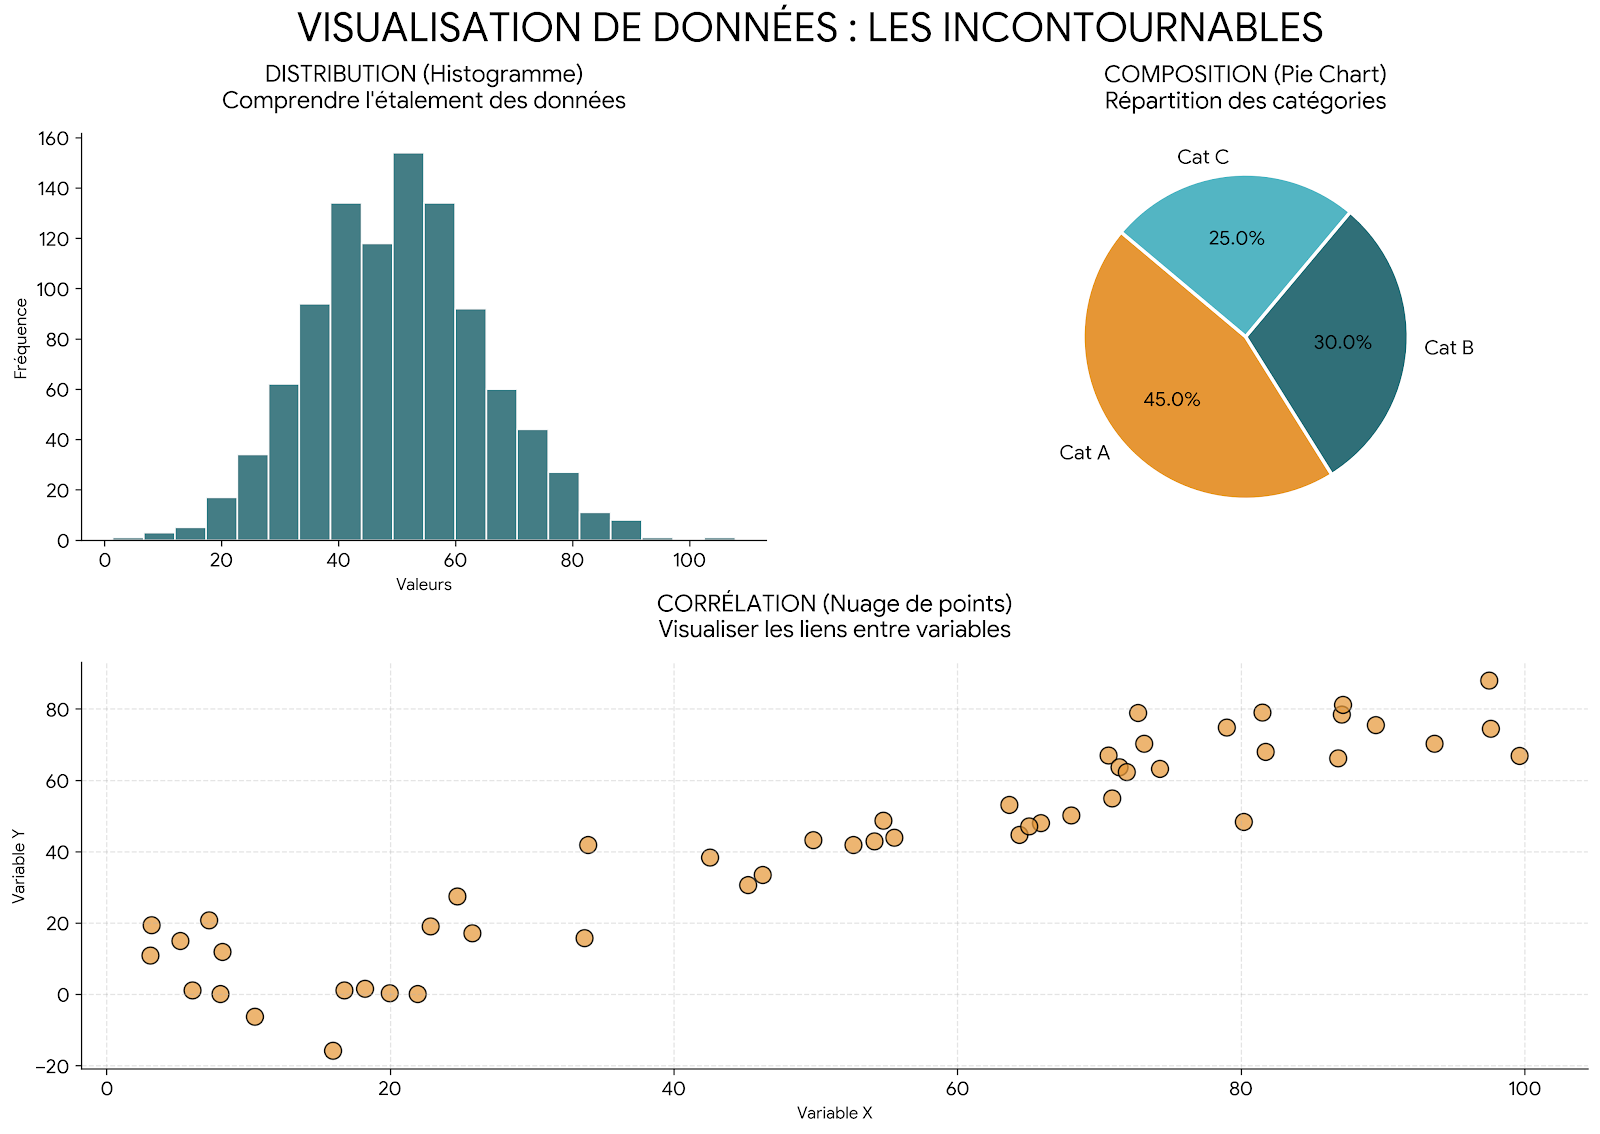 VISUALISATION DE DONNÉES : LES INCONTOURNABLES
DISTRIBUTION (Histogramme)
Comprendre l'étalement des données
160
140
120
100
80
60
40
20
0
Fréquence
0 20 40 60 80 100
Valeurs
COMPOSITION (Pie Chart)
Répartition des catégories
Cat C
25.0%
30.0%
Cat B
45.0%
Cat A
CORRÉLATION (Nuage de points)
Visualiser les liens entre variables
80
60
40
20
0
−20
Variable Y
0 20 40 60 80 100
Variable X